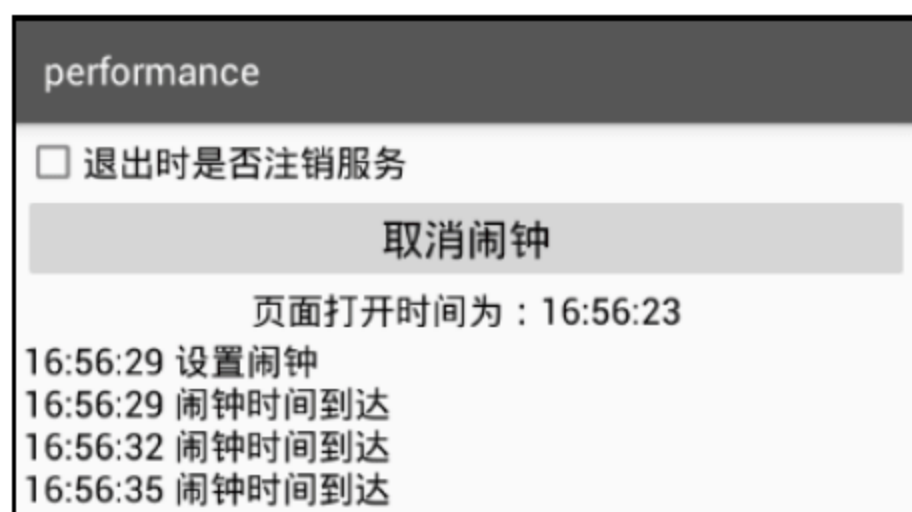 performance
退出时是否注销服务
取消闹钟
页面打开时间为：16:56:23
16:56:29 设置闹钟
16:56:29 闹钟时间到达
16:56:32 闹钟时间到达
16:56:35 闹钟时间到达